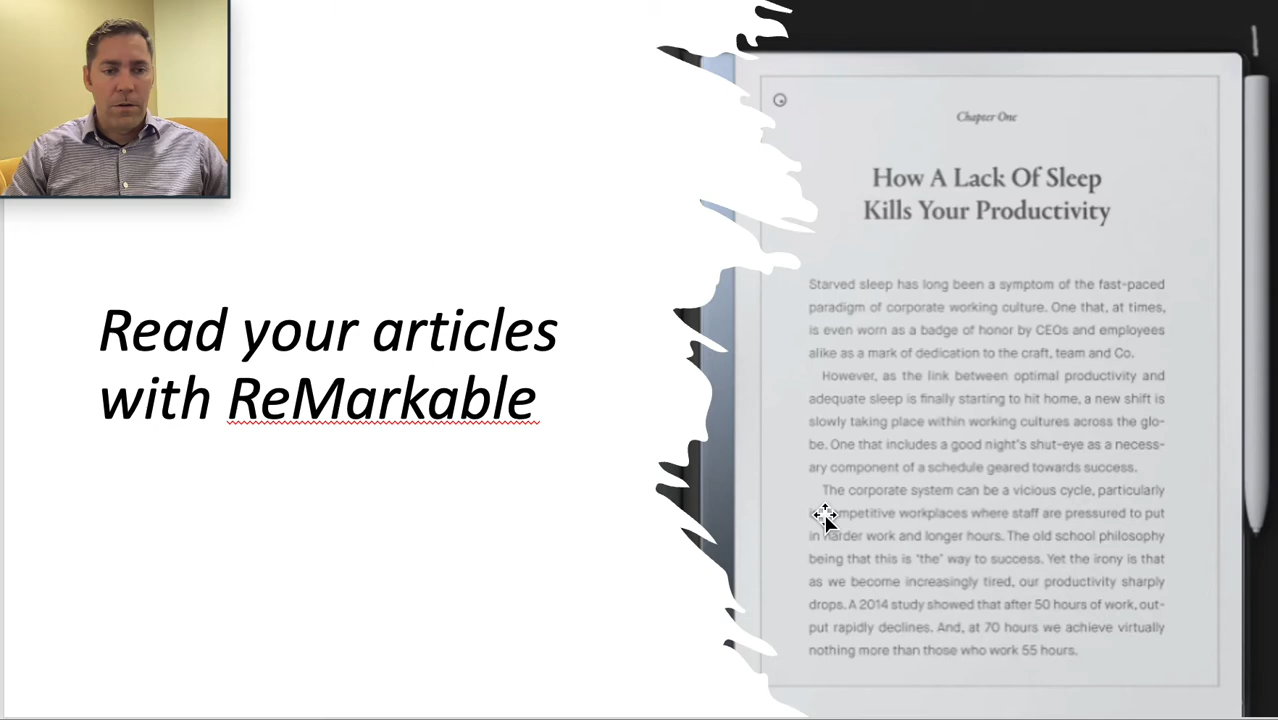 Read your articles
with ReMarkable
Chapter One
How A Lack Of Sleep
Kills Your Productivity
Starved sleep has long been a symptom of the fast-paced
paradigm of corporate working culture. One that, at times,
is even worn as a badge of honor by CEOs and employees
alike as a mark of dedication to the craft, team and Co.
However, as the link between optimal productivity and
adequate sleep is finally starting to hit home, a new shift is
slowly taking place within working cultures across the glo-
be. One that includes a good night's shut-eye as a necess-
ary component of a schedule geared towards success.
The corporate system can be a vicious cycle, particularly
workplaces where staff are pressured to put
in harder work and longer hours. The old school philosophy
being that this is "the" way to success. Yet the irony is that
as we become increasingly tired, our productivity sharply
drops. A 2014 study showed that after 50 hours of work, out-
put rapidly declines. And, at 70 hours we achieve virtually
nothing more than those who work 55 hours.